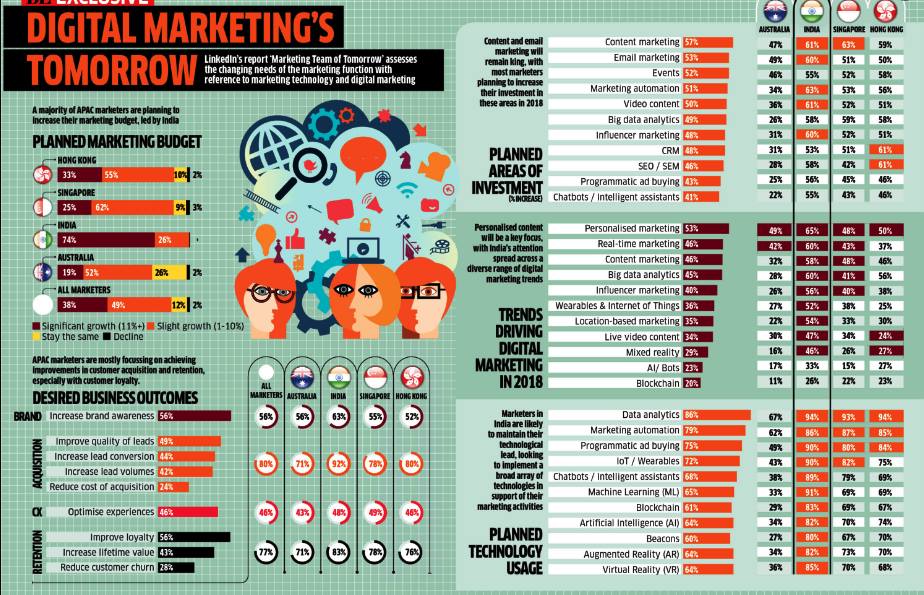 EXCLUSIVE
DIGITAL MARKETING'S
TOMORROW
LinkedIn's report 'Marketing Team of Tomorrow' assesses
the changing needs of the marketing function with
reference to marketing technology and digital marketing
A majority of APAC marketers are planning to
increase their marketing budget, led by India
PLANNED MARKETING BUDGET
HONG KONG
33% 55% 10% 2%
SINGAPORE
25% 62% 9% 3%
INDIA
74% 26%
AUSTRALIA
19% 52% 26% 2%
ALL MARKETERS
38% 49% 12% 2%
Significant growth (11%+) Slight growth (1-10%)
Stay the same Decline
APAC marketers are mostly focussing on achieving
improvements in customer acquisition and retention,
especially with customer loyalty.
DESIRED BUSINESS OUTCOMES
ALL MARKETERS AUSTRALIA INDIA SINGAPORE HONG KONG
BRAND Increase brand awareness 56% 56% 56% 63% 55% 52%
ACQUISITION
Improve quality of leads 49%
Increase lead conversion 44%
Increase lead volumes 42%
Reduce cost of acquisition 24%
80% 71% 92% 78% 80%
CX Optimise experiences 46% 46% 43% 48% 49% 46%
RETENTION
Improve loyalty 56%
Increase lifetime value 43%
Reduce customer churn 28%
77% 71% 83% 78% 76%
AUSTRALIA INDIA SINGAPORE HONG KONG
Content and email
marketing will
remain king, with
most marketers
planning to increase
their investment in
these areas in 2018
PLANNED
AREAS OF
INVESTMENT
(% INCREASE)
Content marketing 57% 47% 61% 63% 59%
Email marketing 53% 49% 60% 51% 50%
Events 52% 46% 55% 52% 58%
Marketing automation 51% 34% 63% 53% 56%
Video content 50% 36% 61% 52% 51%
Big data analytics 49% 26% 58% 59% 58%
Influencer marketing 48% 31% 60% 52% 51%
CRM 48% 31% 53% 51% 61%
SEO / SEM 46% 28% 58% 42% 61%
Programmatic ad buying 43% 25% 56% 45% 46%
Chatbots / Intelligent assistants 41% 22% 55% 43% 46%
Personalised content
will be a key focus,
with India's attention
spread across a
diverse range of digital
marketing trends
TRENDS
DRIVING
DIGITAL
MARKETING
IN 2018
Personalised marketing 53% 49% 65% 48% 50%
Real-time marketing 46% 42% 60% 43% 37%
Content marketing 46% 32% 58% 48% 46%
Big data analytics 45% 28% 60% 41% 56%
Influencer marketing 40% 26% 56% 40% 38%
Wearables & Internet of Things 36% 27% 52% 38% 25%
Location-based marketing 35% 22% 54% 33% 30%
Live video content 34% 30% 47% 34% 24%
Mixed reality 29% 16% 46% 26% 27%
AI/ Bots 23% 17% 33% 15% 27%
Blockchain 20% 11% 26% 22% 23%
Marketers in
India are likely
to maintain their
technological
lead, looking
to implement a
broad array of
technologies in
support of their
marketing activities
PLANNED
TECHNOLOGY
USAGE
Data analytics 86% 67% 94% 93% 94%
Marketing automation 79% 62% 86% 87% 85%
Programmatic ad buying 75% 49% 90% 80% 84%
IoT / Wearables 72% 43% 90% 82% 75%
Chatbots / Intelligent assistants 68% 38% 89% 79% 69%
Machine Learning (ML) 65% 33% 91% 69% 69%
Blockchain 61% 29% 83% 69% 67%
Artificial Intelligence (AI) 64% 34% 82% 70% 74%
Beacons 60% 27% 80% 67% 70%
Augmented Reality (AR) 64% 34% 82% 73% 70%
Virtual Reality (VR) 64% 36% 85% 70% 68%